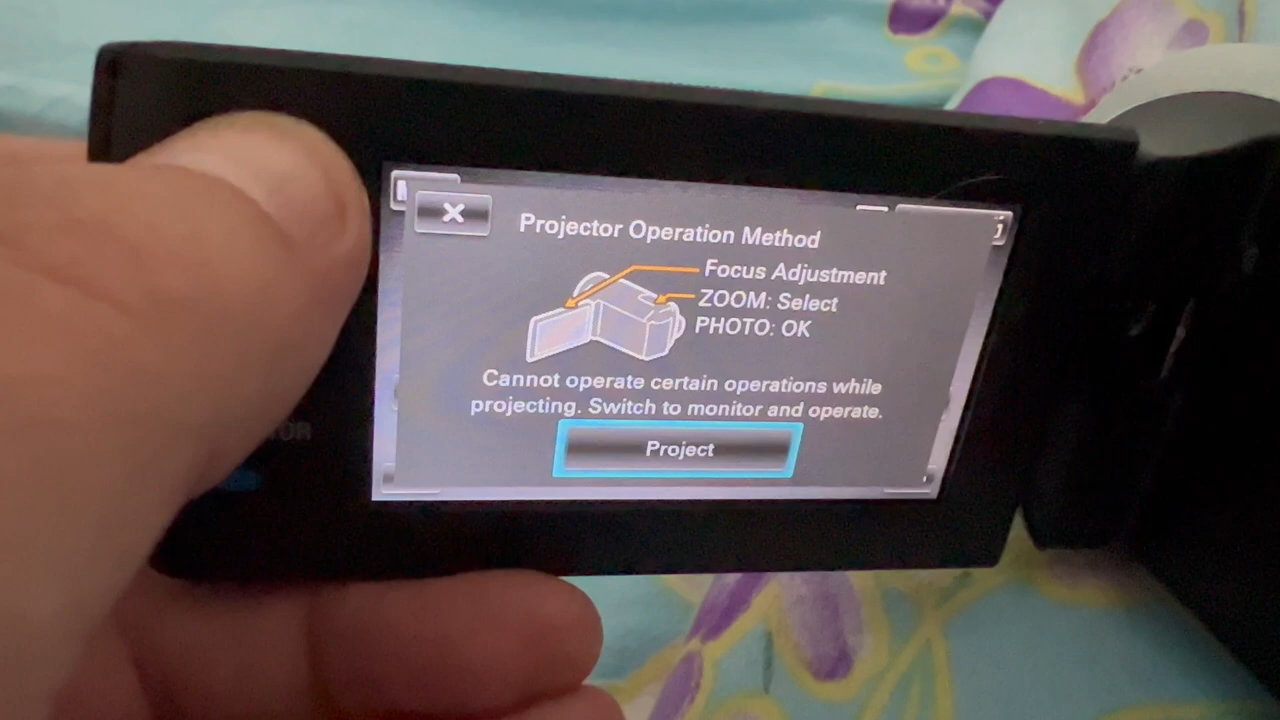 Projector Operation Method
Focus Adjustment
ZOOM: Select
PHOTO: OK
Cannot operate certain operations while
projecting. Switch to monitor and operate.
Project